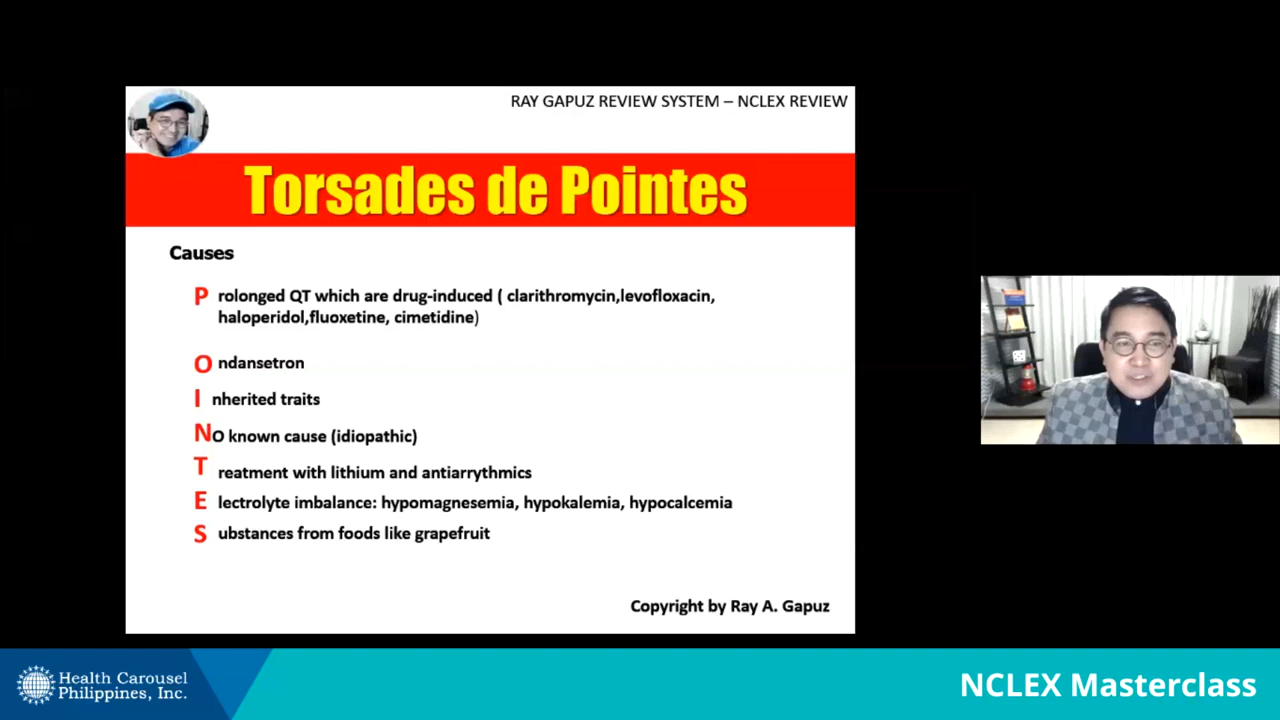 RAY GAPUZ REVIEW SYSTEM – NCLEX REVIEW
Torsades de Pointes
Causes
Prolonged QT which are drug-induced ( clarithromycin,levofloxacin,
haloperidol,fluoxetine, cimetidine)
Ondansetron
Inherited traits
NO known cause (idiopathic)
Treatment with lithium and antiarrythmics
Electrolyte imbalance: hypomagnesemia, hypokalemia, hypocalcemia
Substances from foods like grapefruit
Copyright by Ray A. Gapuz
Health Carousel
Philippines, Inc.
NCLEX Masterclass